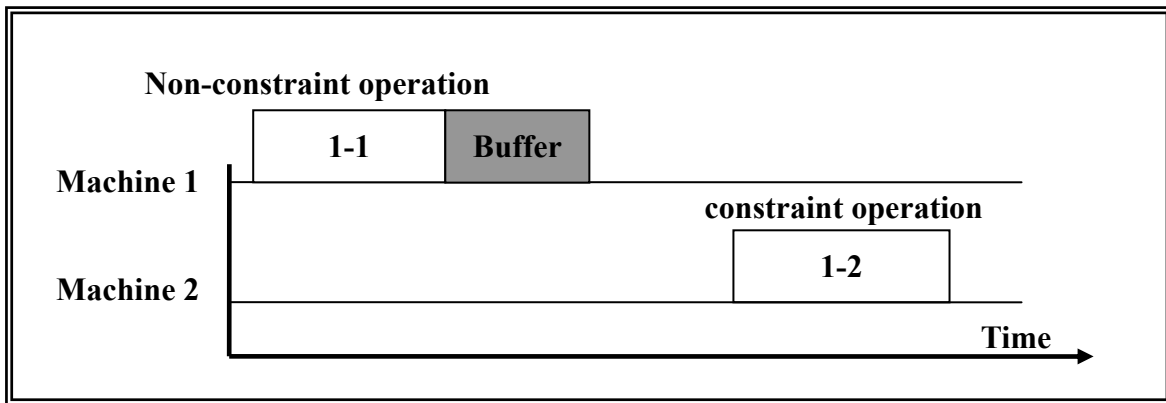 Non-constraint operation
1-1 Buffer
Machine 1
constraint operation
1-2
Machine 2
Time